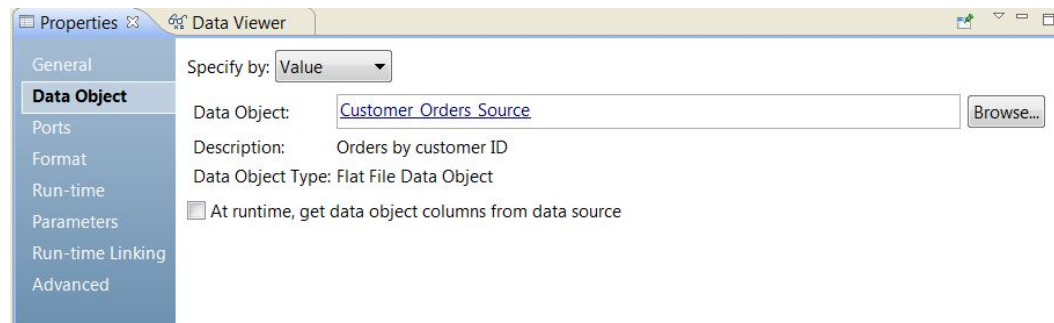 Properties
Data Viewer
General
Data Object
Ports
Format
Run-time
Parameters
Run-time Linking
Advanced
Specify by: Value
Data Object: Customer_Orders_Source Browse...
Description: Orders by customer ID
Data Object Type: Flat File Data Object
At runtime, get data object columns from data source